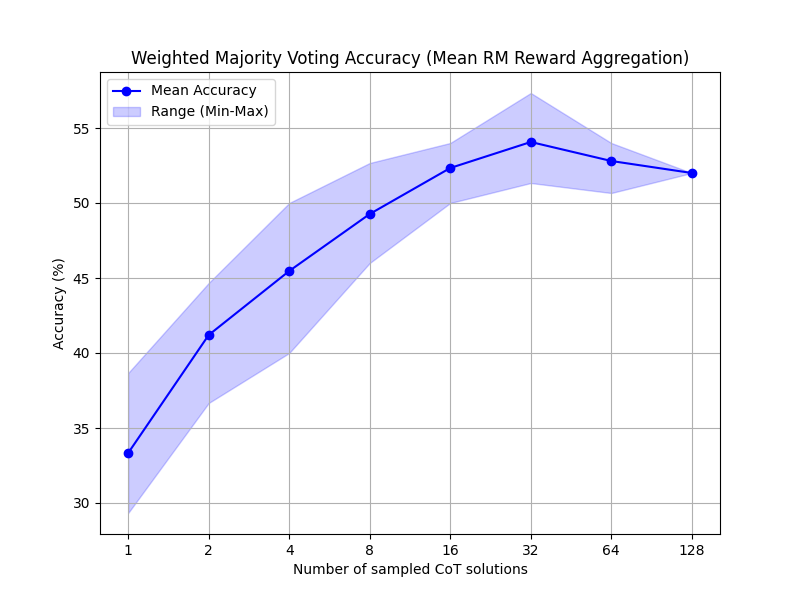 Weighted Majority Voting Accuracy (Mean RM Reward Aggregation)
Mean Accuracy
Range (Min-Max)
Accuracy (%)
55
50
45
40
35
30
1 2 4 8 16 32 64 128
Number of sampled CoT solutions